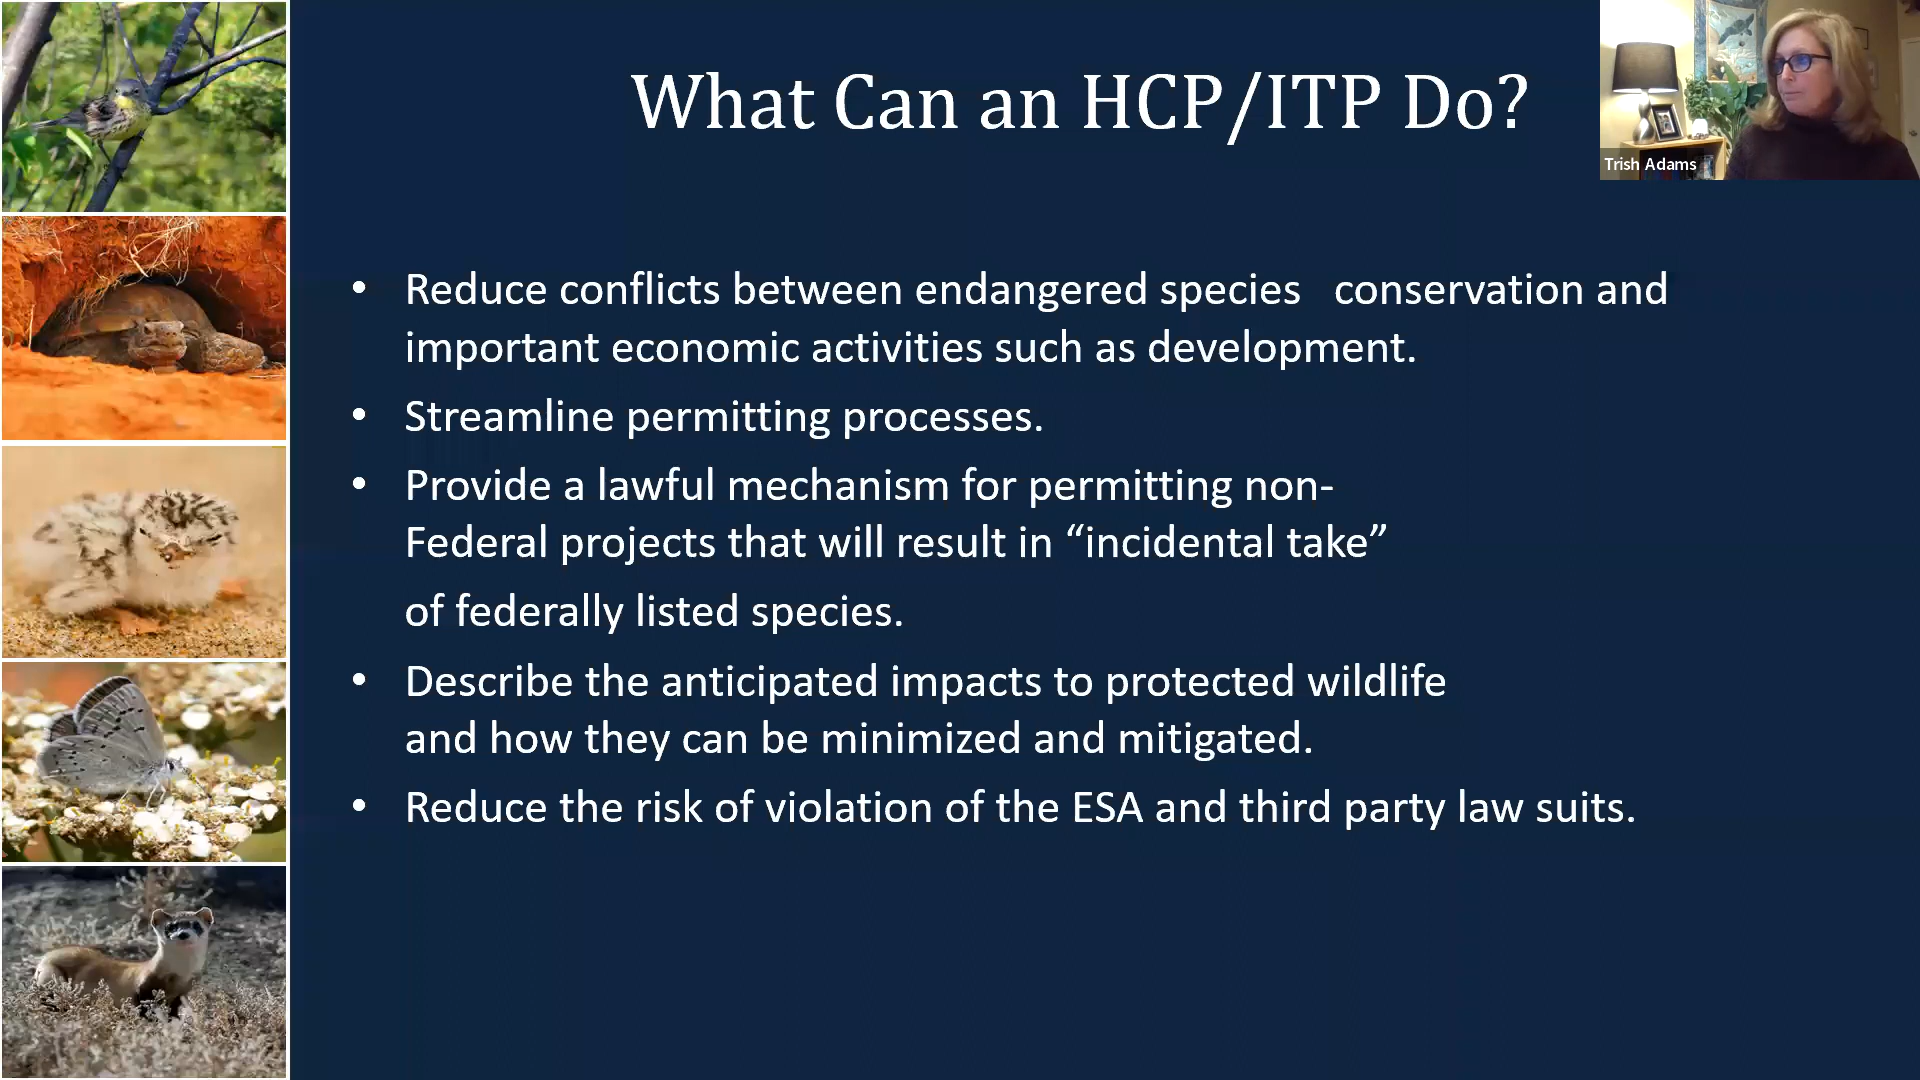 What Can an HCP/ITP Do?
Trish Adams
• Reduce conflicts between endangered species   conservation and
important economic activities such as development.
• Streamline permitting processes.
• Provide a lawful mechanism for permitting non-
Federal projects that will result in “incidental take”
of federally listed species.
• Describe the anticipated impacts to protected wildlife
and how they can be minimized and mitigated.
• Reduce the risk of violation of the ESA and third party law suits.